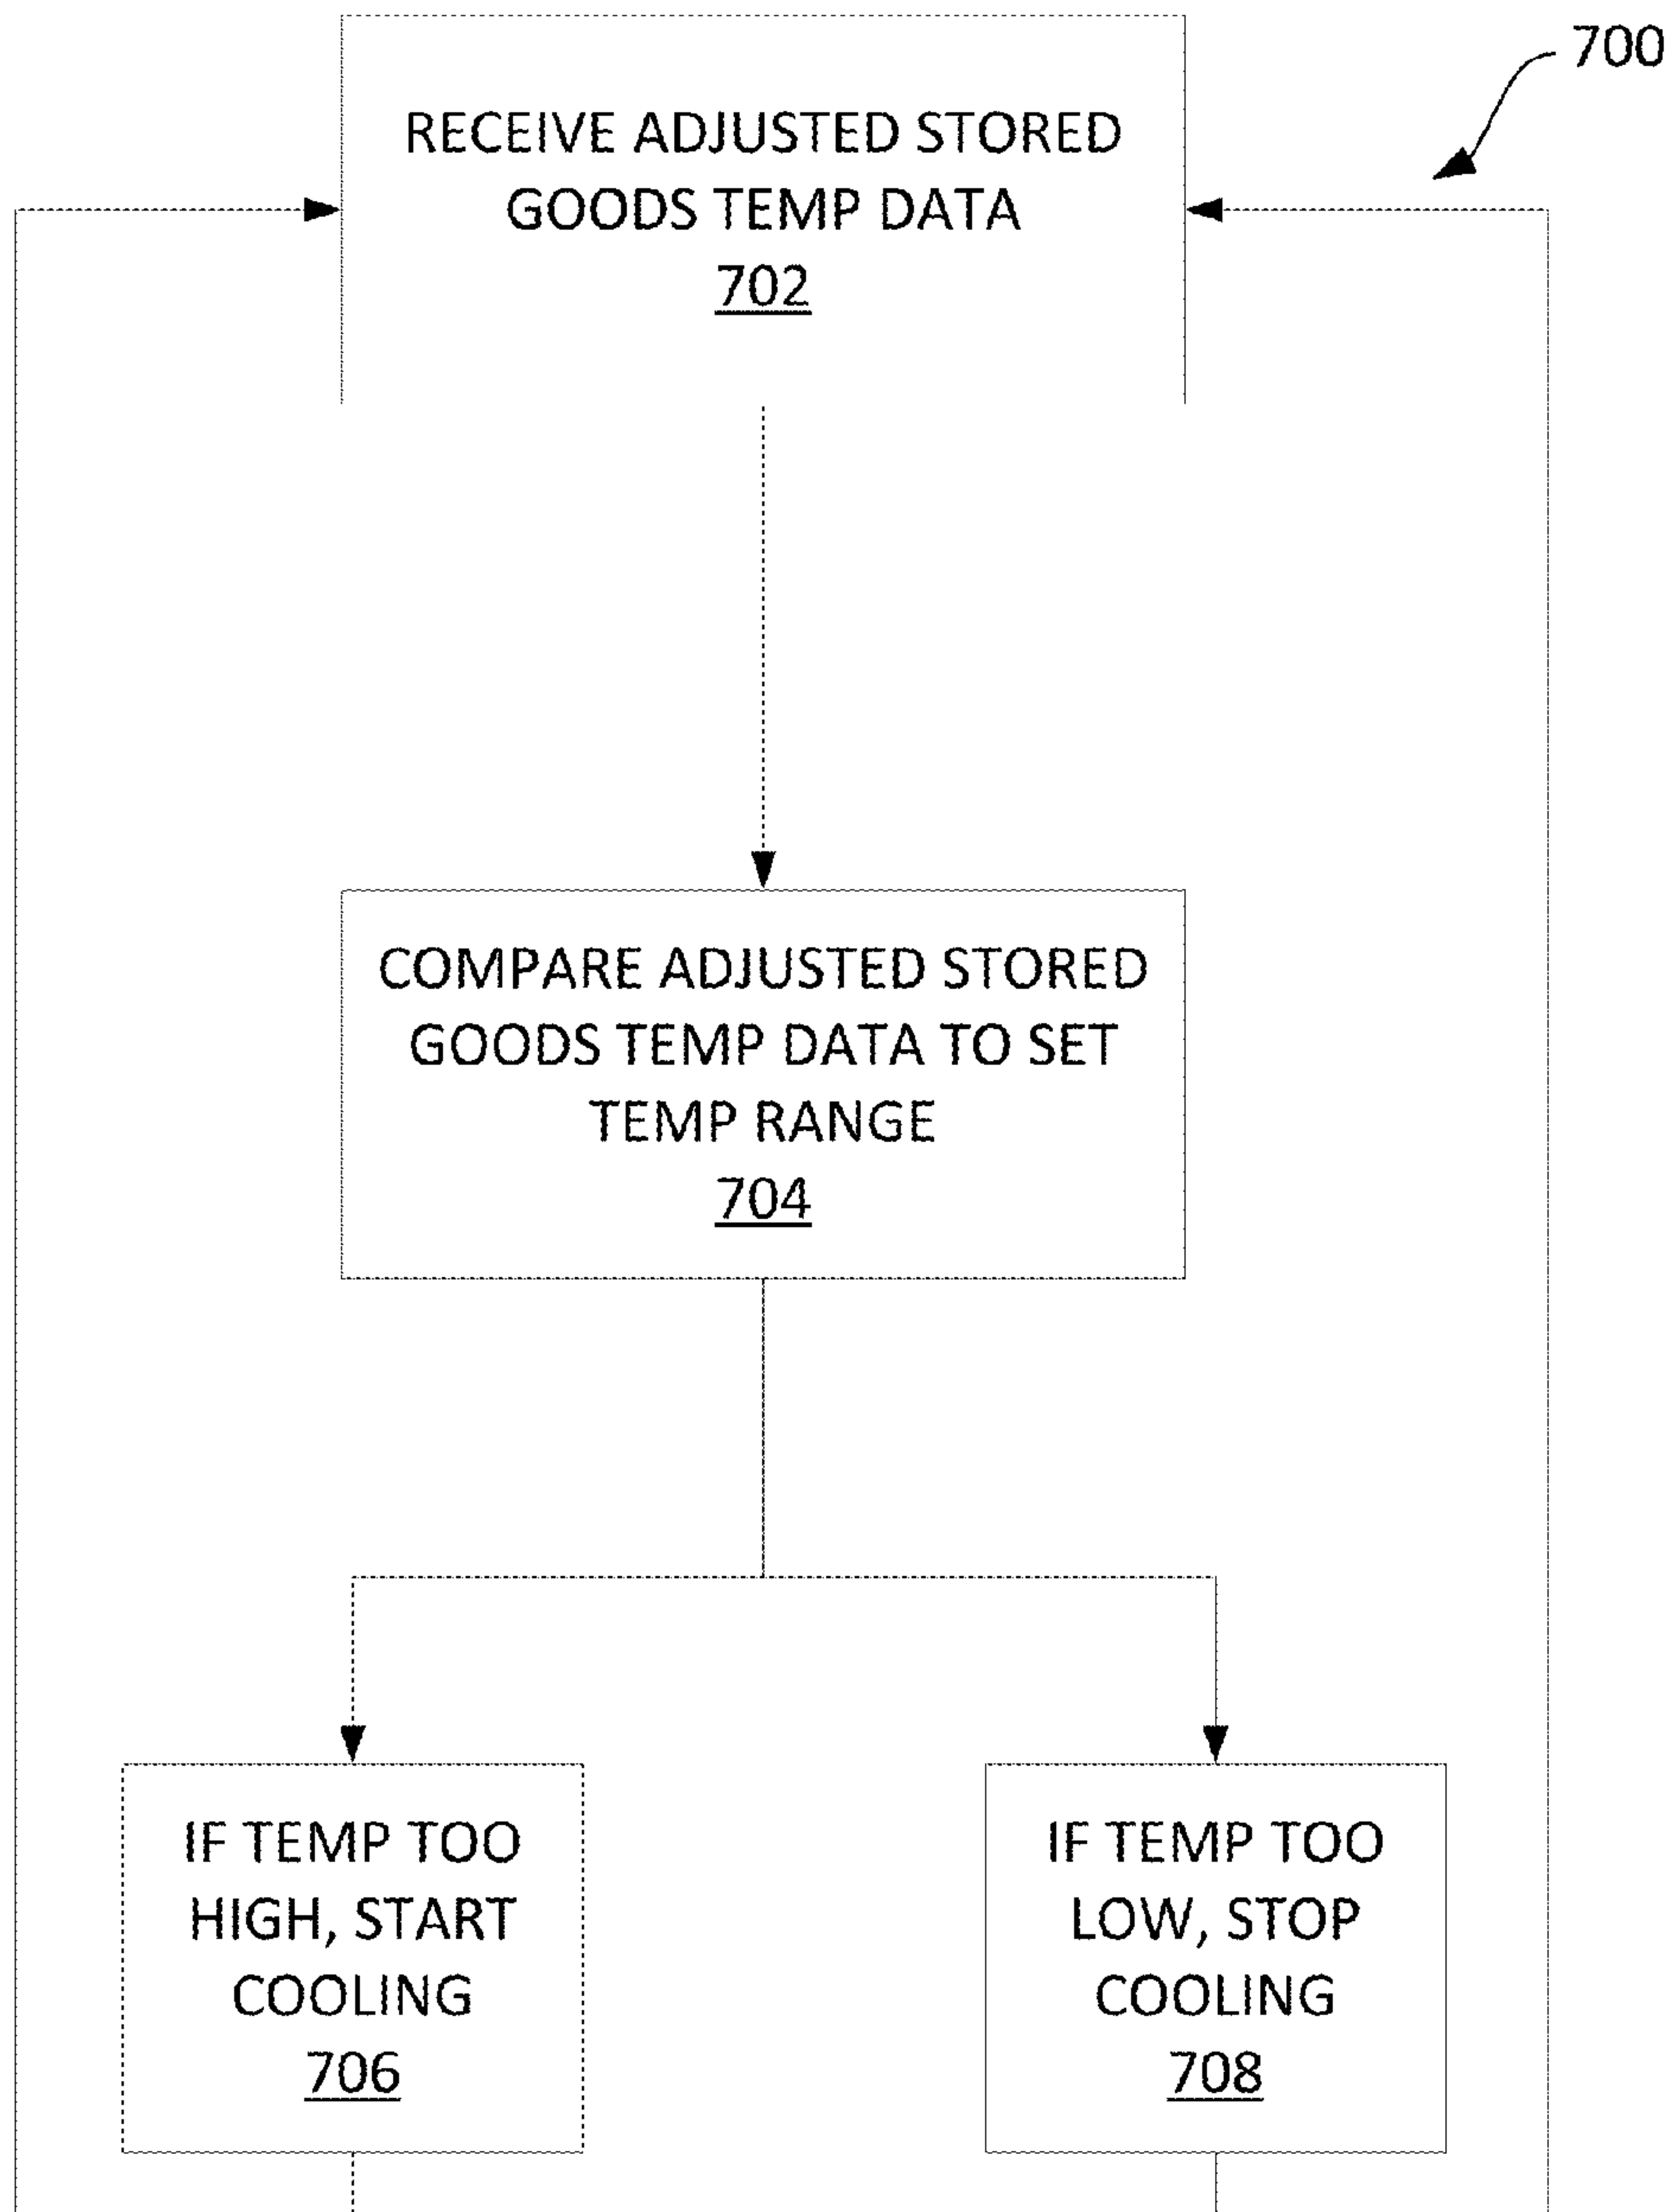 700
RECEIVE ADJUSTED STORED
GOODS TEMP DATA
702
COMPARE ADJUSTED STORED
GOODS TEMP DATA TO SET
TEMP RANGE
704
IF TEMP TOO
HIGH, START
COOLING
706
IF TEMP TOO
LOW, STOP
COOLING
708